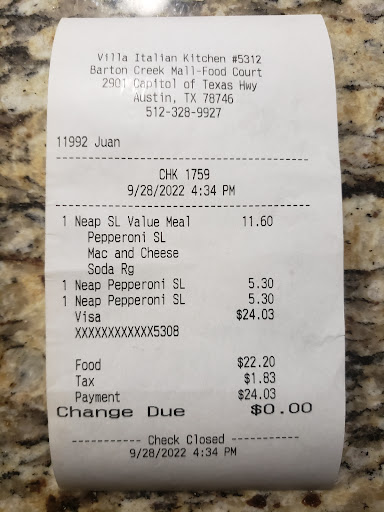 Villa Italian Kitchen #5312
Barton Creek Mall-Food Court
2901 Capitol of Texas Hwy
Austin, TX 78746
512-328-9927
11992 Juan
CHK 1759
9/28/2022 4:34 PM
1 Neap SL Value Meal 11.60
Pepperoni SL
Mac and Cheese
Soda Rg
1 Neap Pepperoni SL 5.30
1 Neap Pepperoni SL 5.30
Visa $24.03
XXXXXXXXXXXX5308
Food $22.20
Tax $1.83
Payment $24.03
Change Due $0.00
------------ Check Closed ------------
9/28/2022 4:34 PM